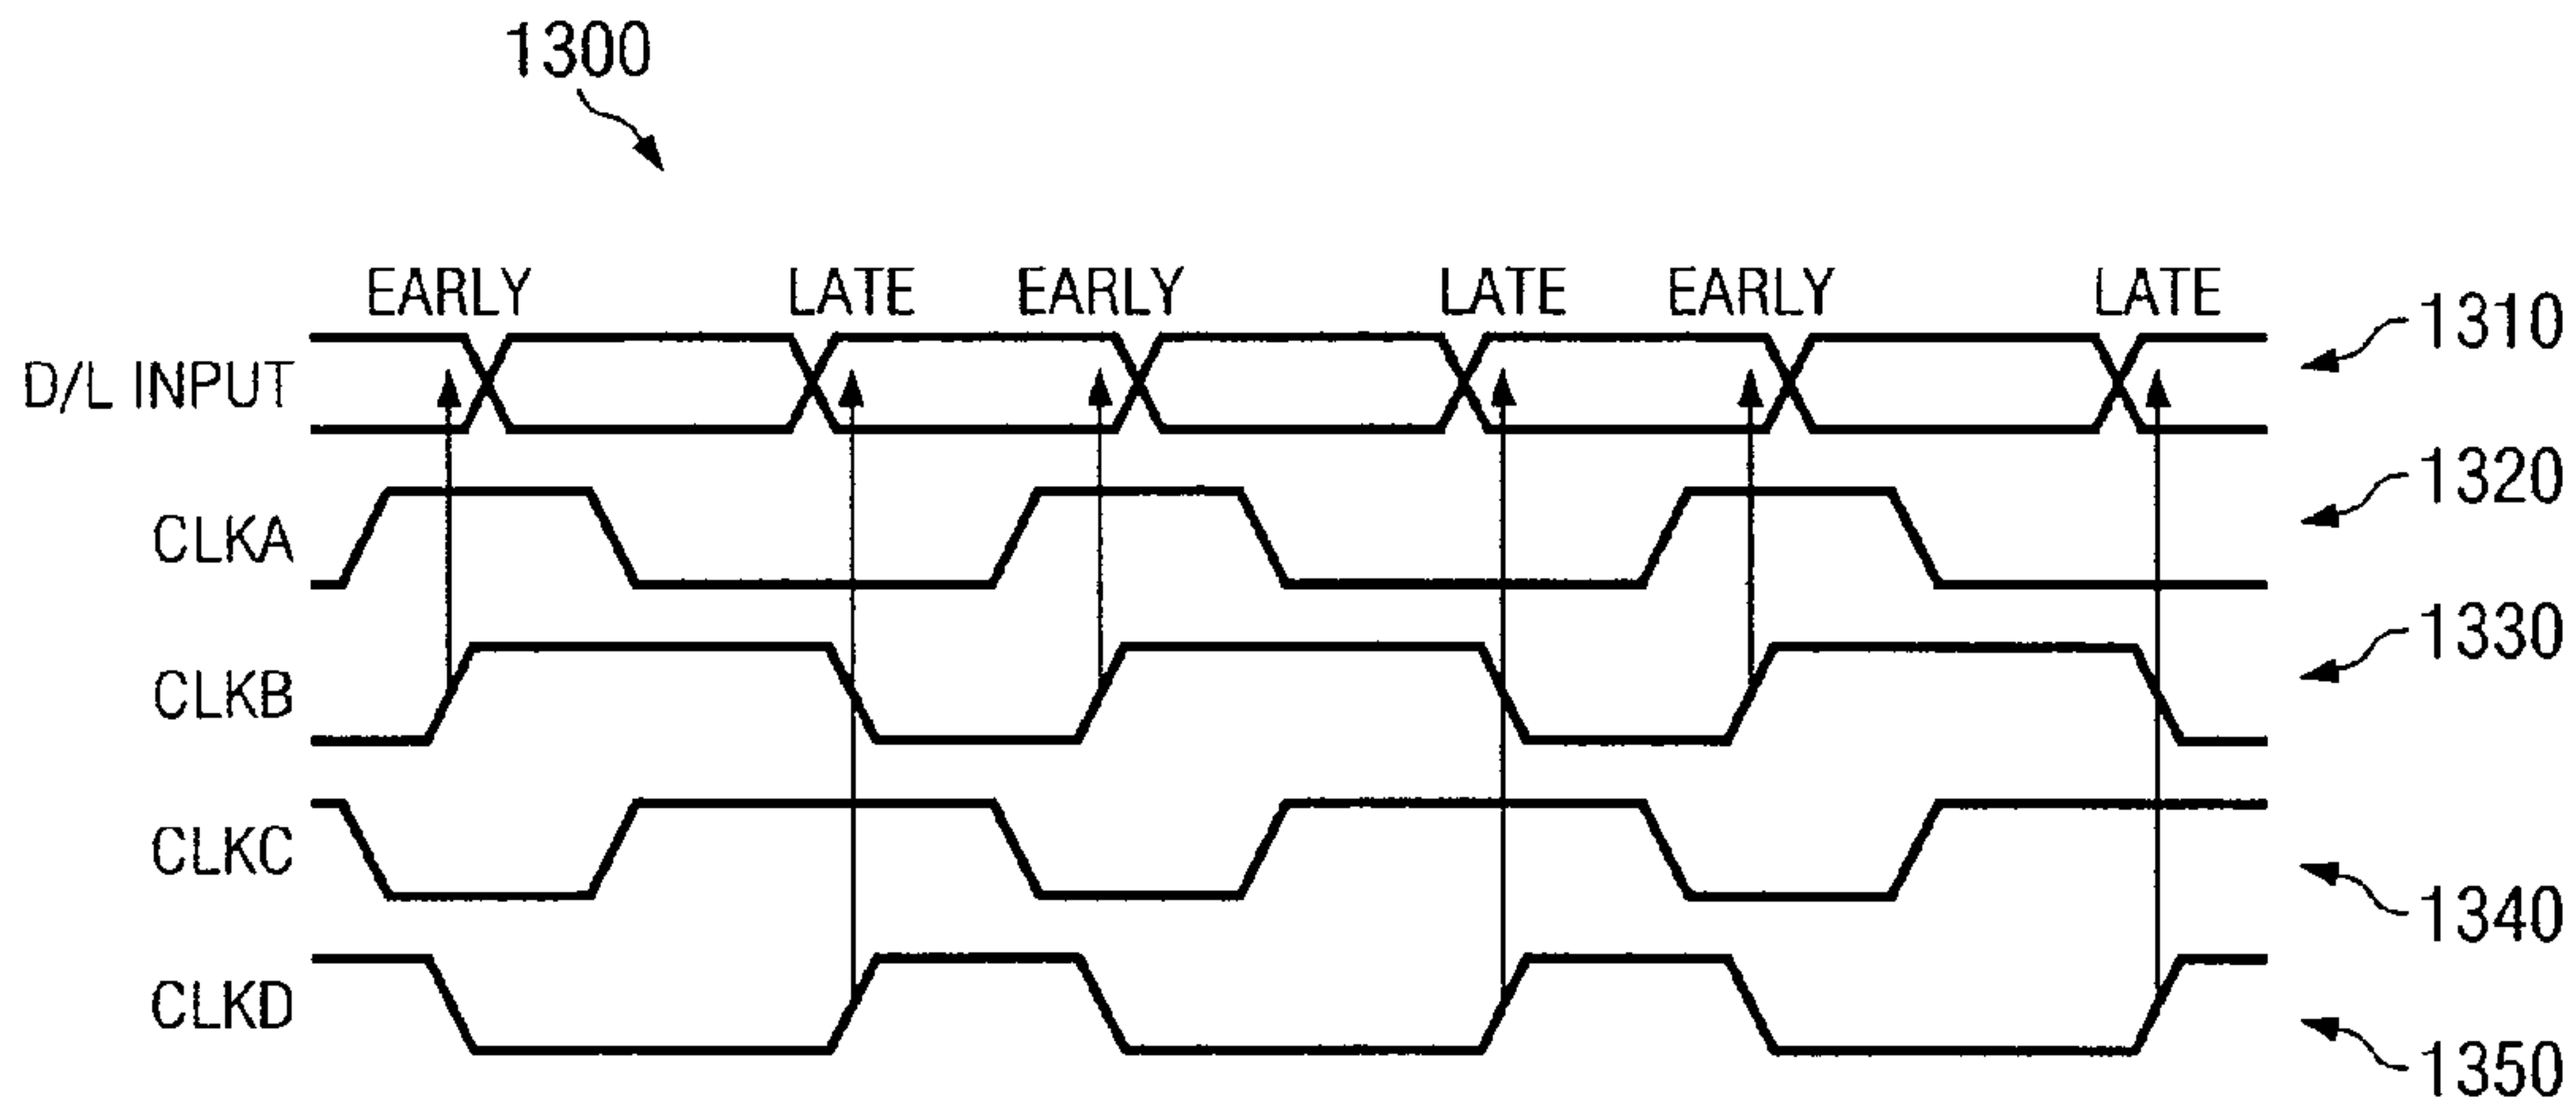 1300
EARLY LATE EARLY LATE EARLY LATE
D/L INPUT 1310
CLKA 1320
CLKB 1330
CLKC 1340
CLKD 1350